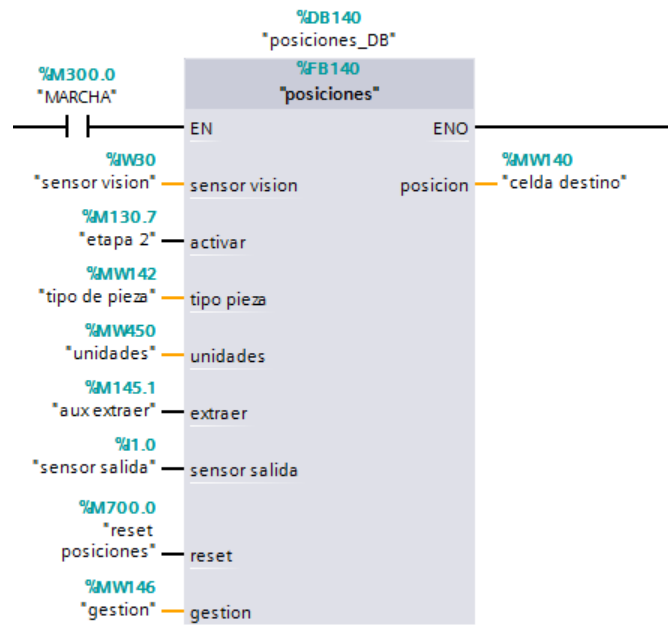 %DB140
"posiciones_DB"
%M300.0
"MARCHA"
%FB140
"posiciones"
EN
ENO
%IW30
"sensor vision"
sensor vision
posicion
%MW140
"celda destino"
%M130.7
"etapa 2"
activar
%MW142
"tipo de pieza"
tipo pieza
%MW450
"unidades"
unidades
%M145.1
"aux extraer"
extraer
%I1.0
"sensor salida"
sensor salida
%M700.0
"reset
posiciones"
reset
%MW146
"gestion"
gestion